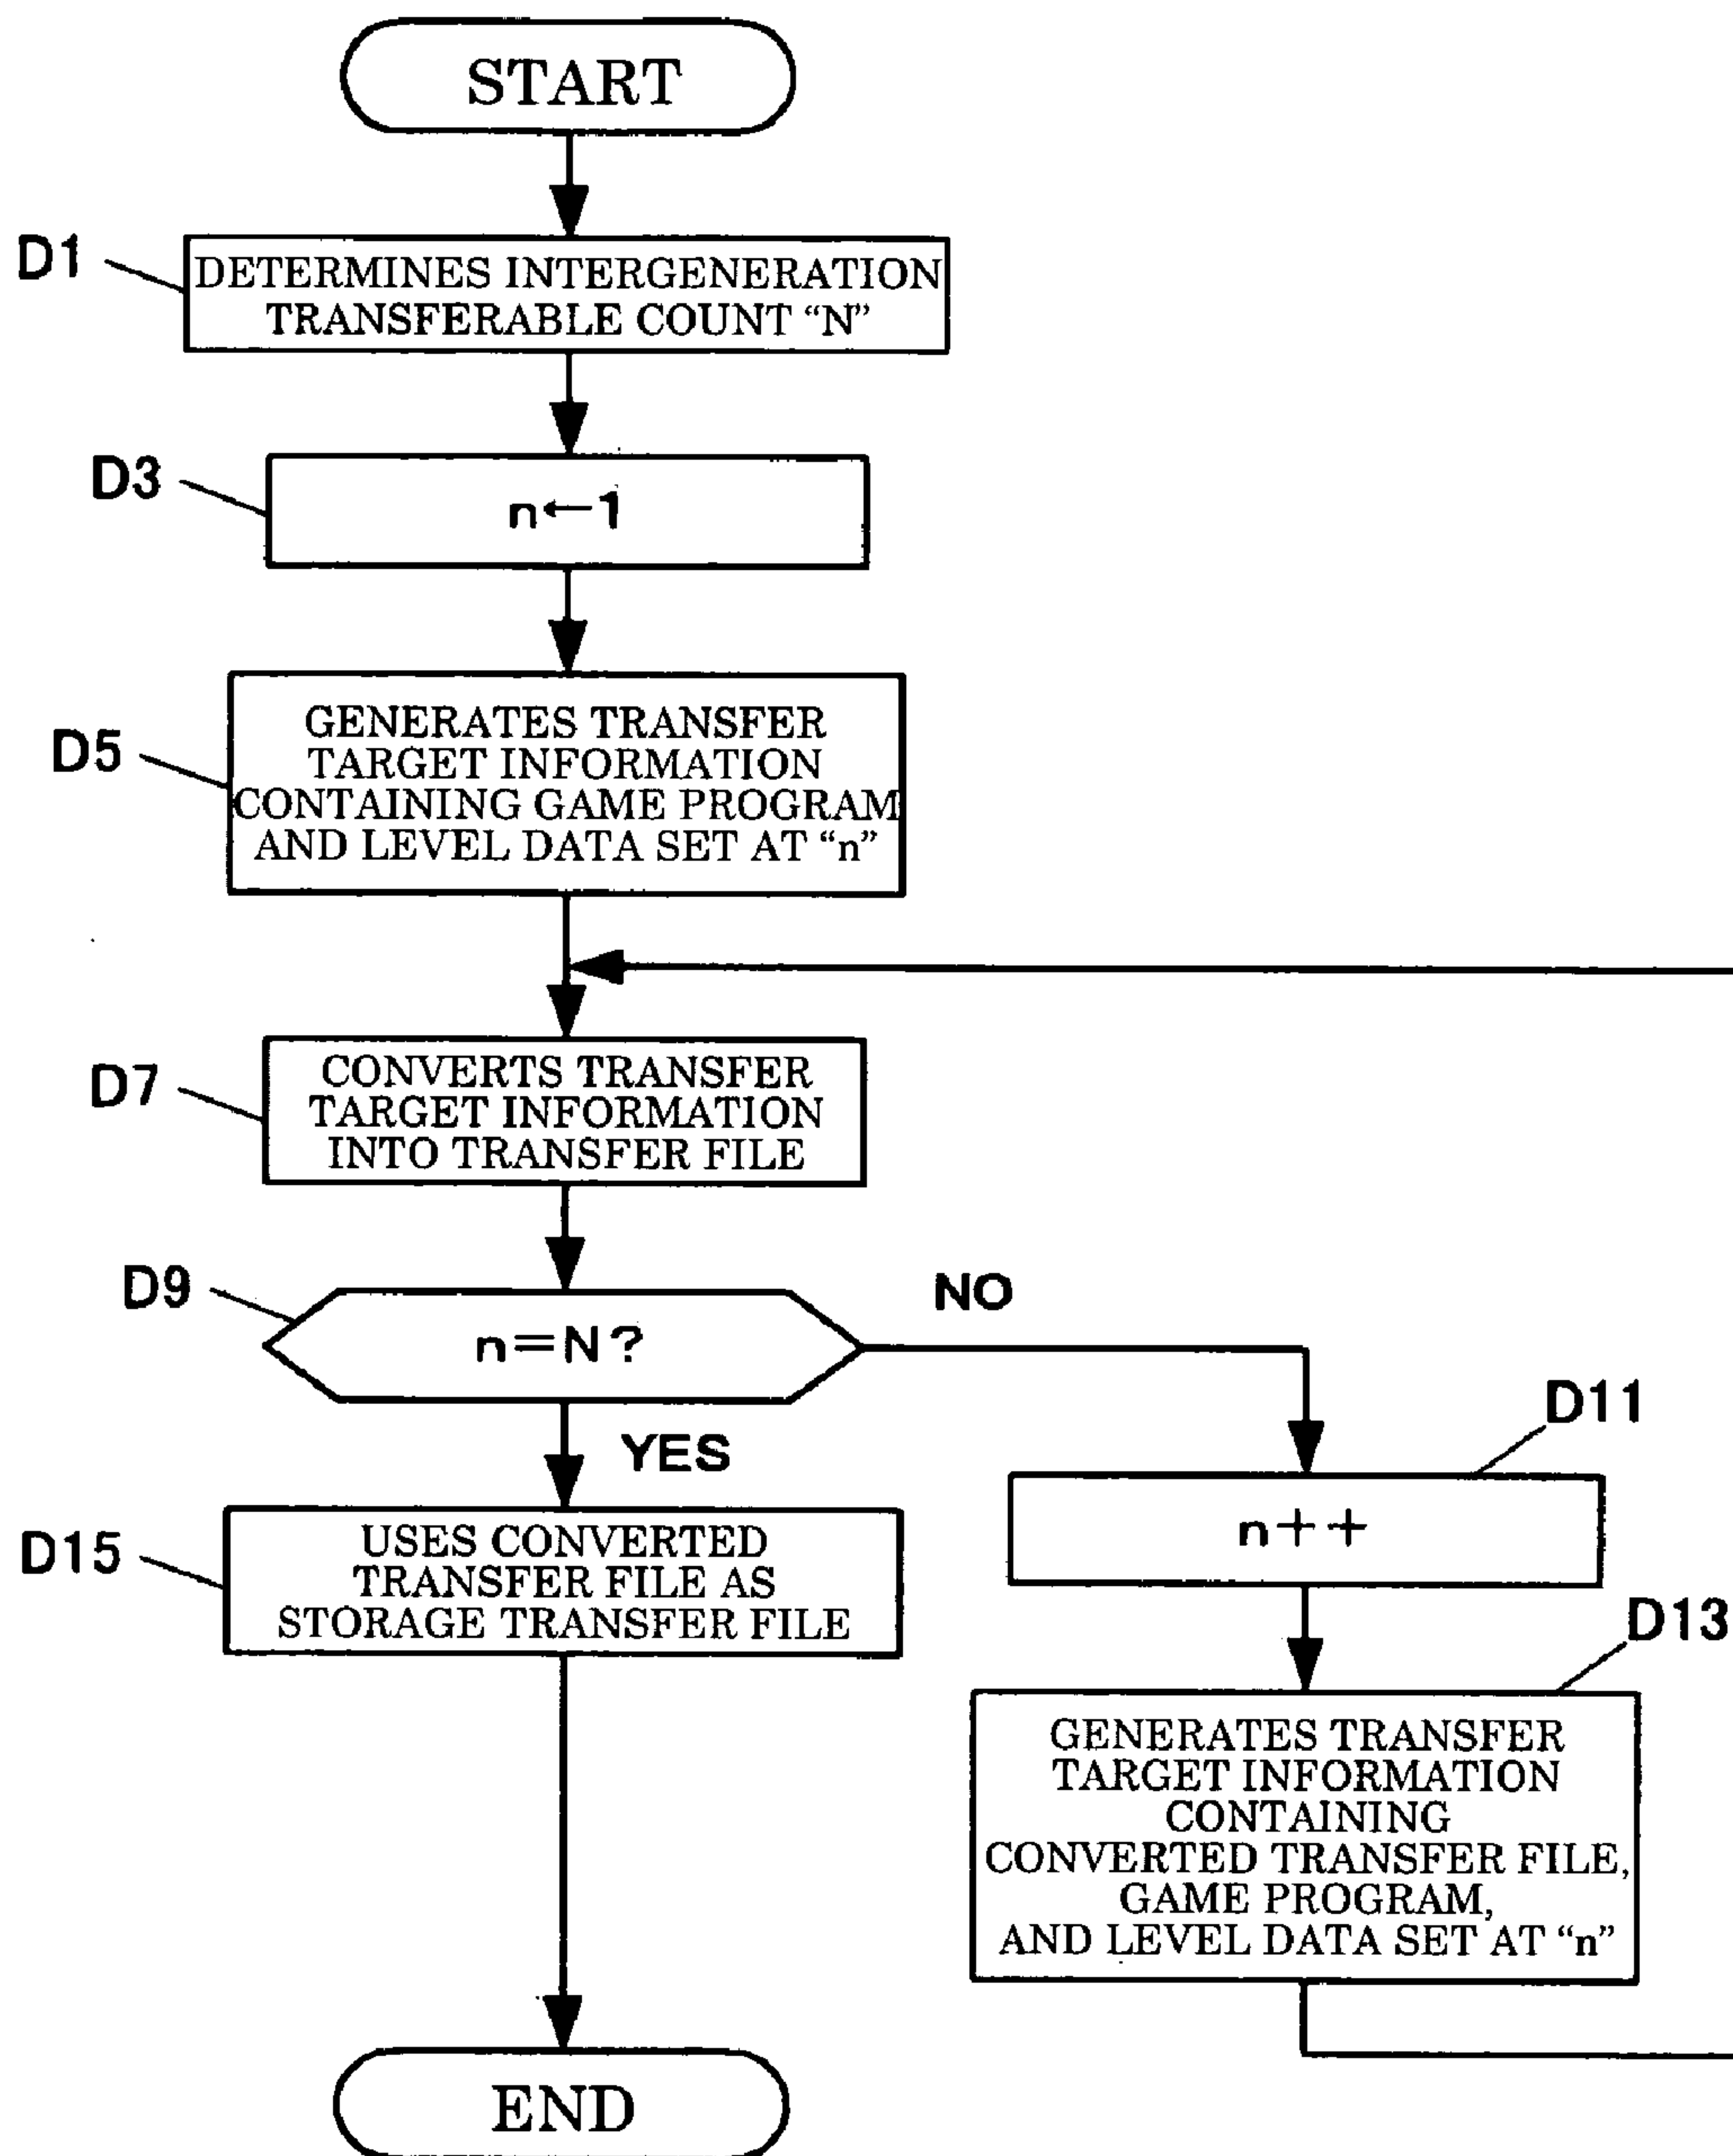 START
D1
DETERMINES INTERGENERATION
TRANSFERABLE COUNT “N”
D3
n←1
D5
GENERATES TRANSFER
TARGET INFORMATION
CONTAINING GAME PROGRAM
AND LEVEL DATA SET AT “n”
D7
CONVERTS TRANSFER
TARGET INFORMATION
INTO TRANSFER FILE
D9
n=N?
NO
YES
D11
n++
D13
GENERATES TRANSFER
TARGET INFORMATION
CONTAINING
CONVERTED TRANSFER FILE,
GAME PROGRAM,
AND LEVEL DATA SET AT “n”
D15
USES CONVERTED
TRANSFER FILE AS
STORAGE TRANSFER FILE
END